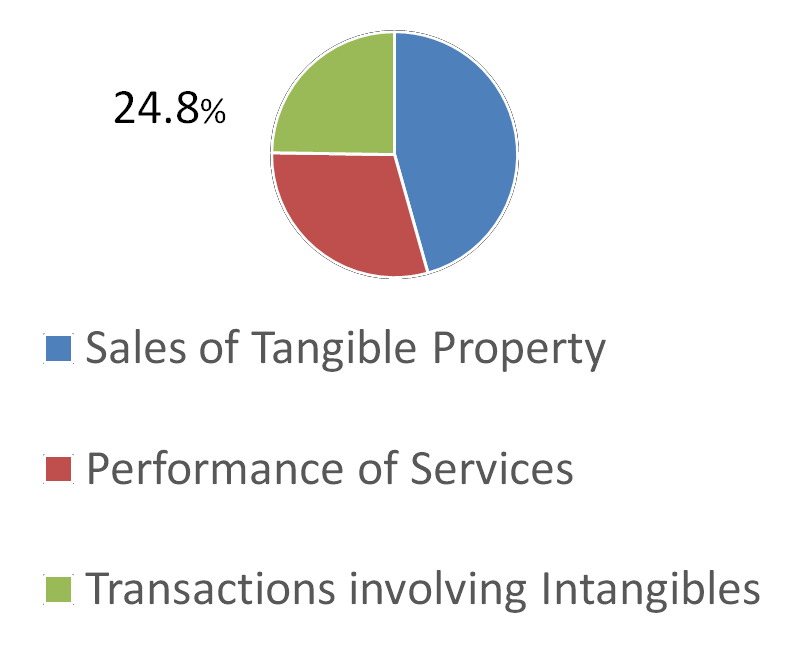 24.8%
Sales of Tangible Property
Performance of Services
Transactions involving Intangibles